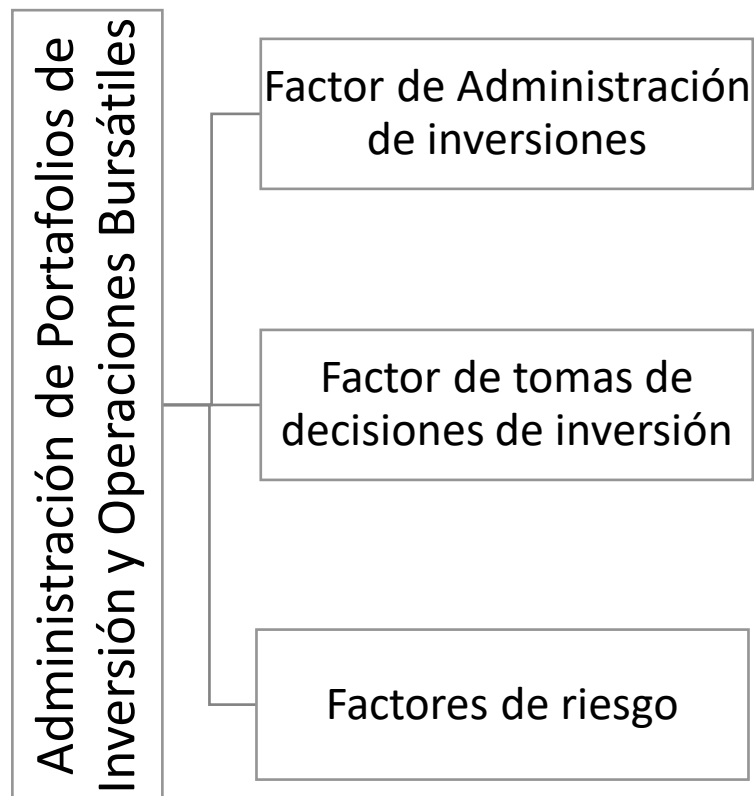 Administración de Portafolios de
Inversión y Operaciones Bursátiles
Factor de Administración
de inversiones
Factor de tomas de
decisiones de inversión
Factores de riesgo